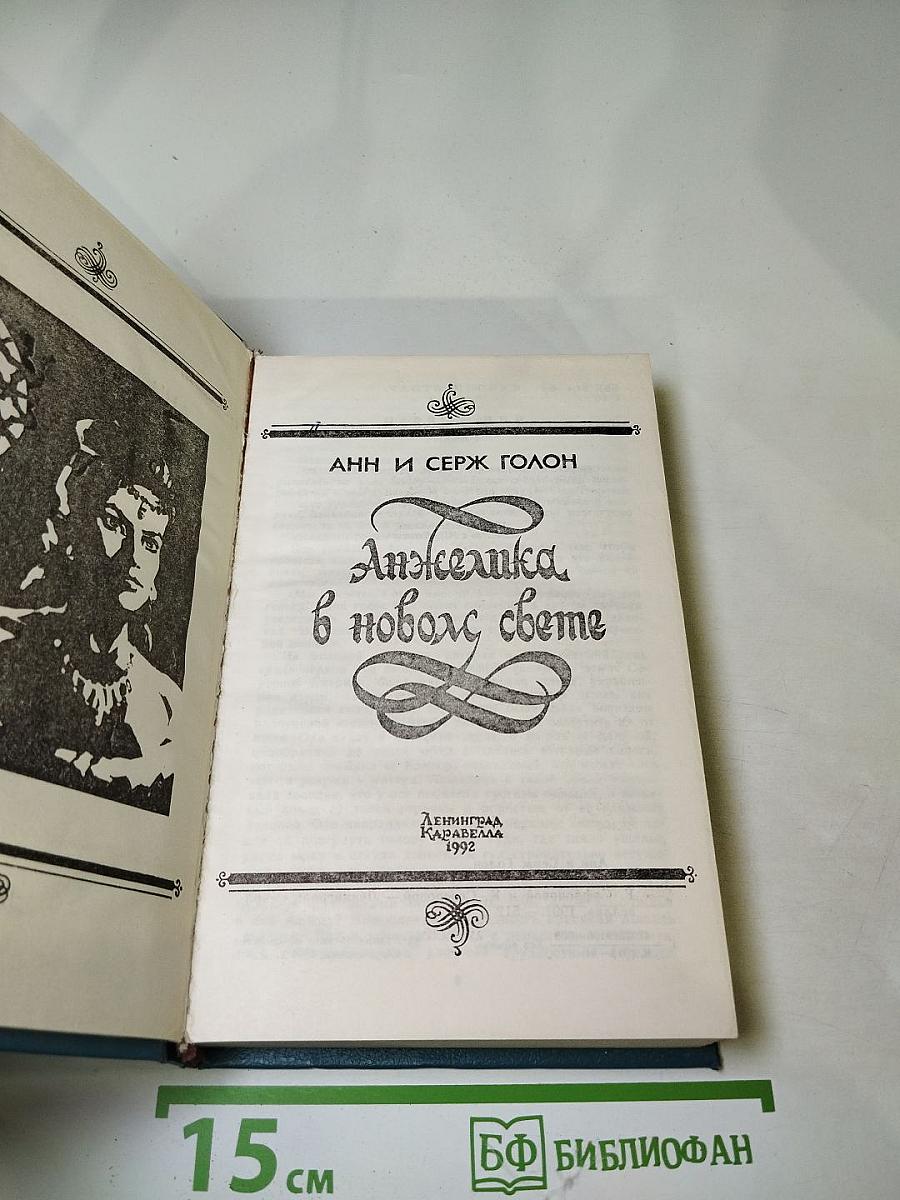 АНН И СЕРЖ ГОЛОН
Анжелика
в новом свете
Ленинград
Каравелла
1992
15 см
БФ БИБЛИОФАН